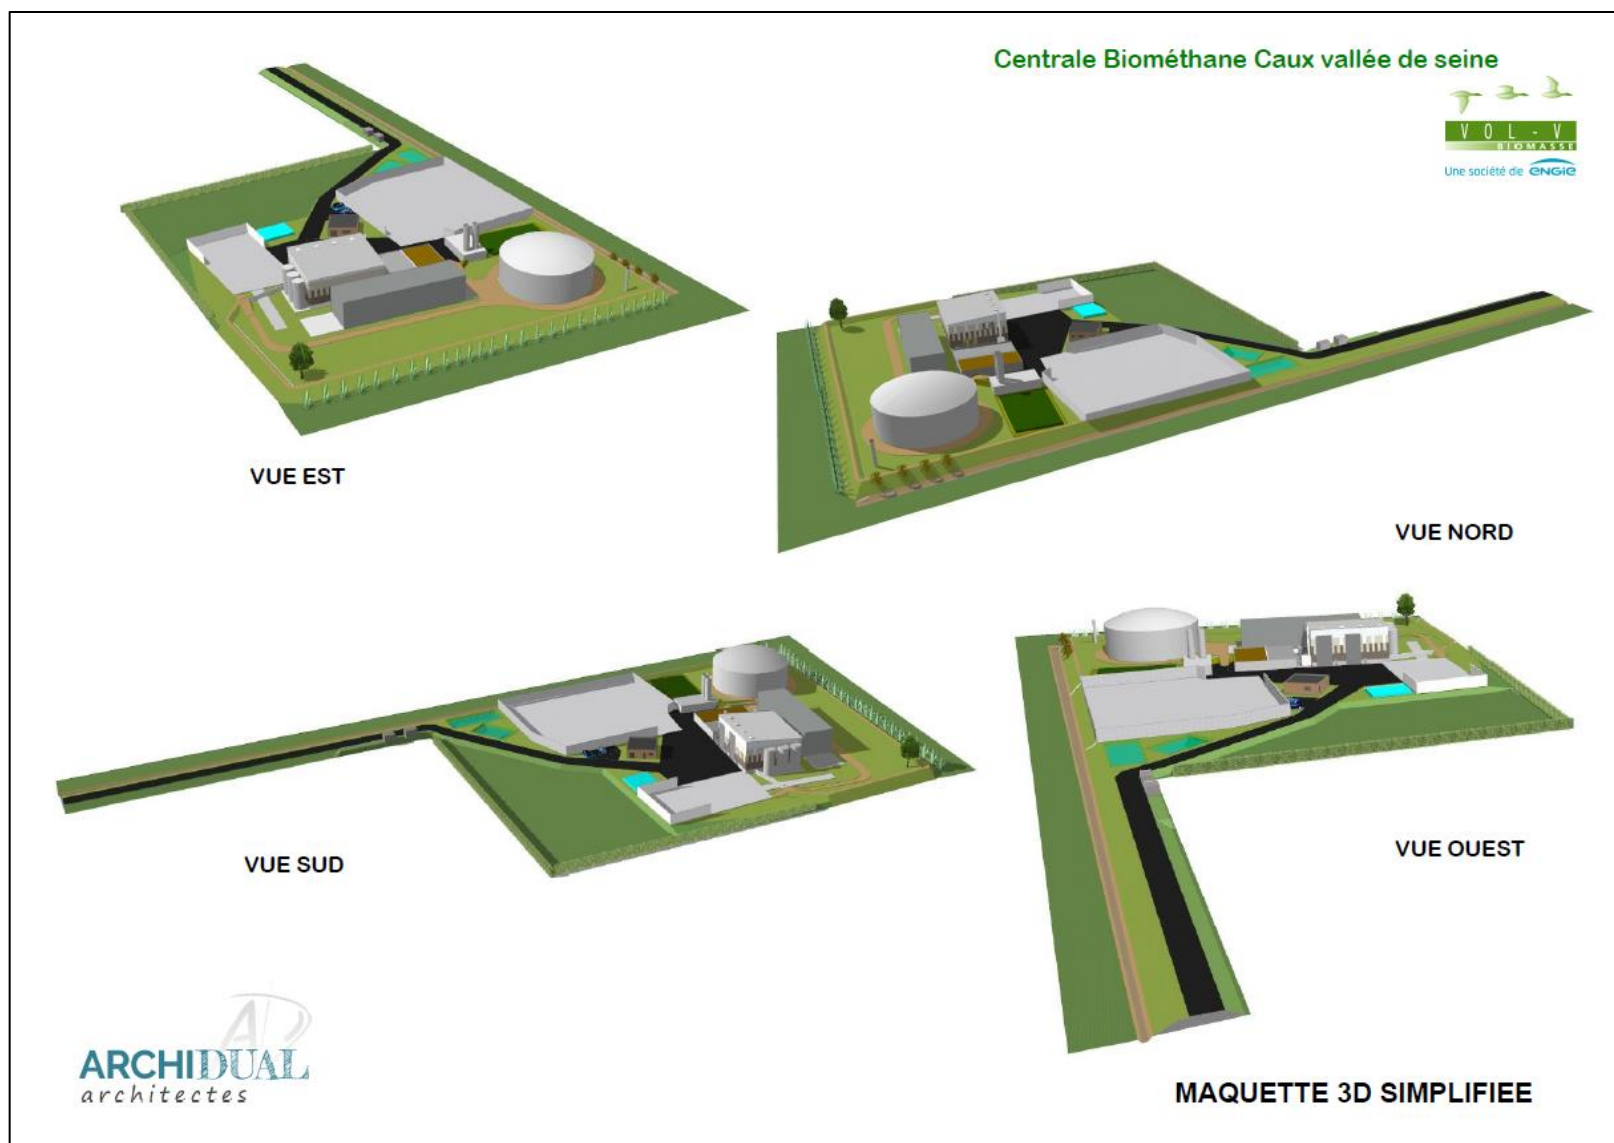 Centrale Biométhane Caux vallée de seine
VOL-V
BIOMASSE
Une société de ENGIE
VUE EST
VUE NORD
VUE SUD
VUE OUEST
AD
ARCHIDUAL
architectes
MAQUETTE 3D SIMPLIFIEE